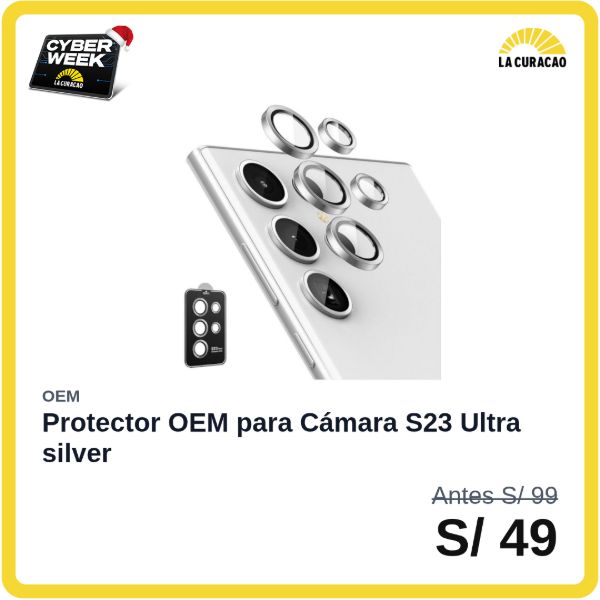 CYBER
WEEK
LA CURACAO
LA CURACAO
OEM
Protector OEM para Cámara S23 Ultra
silver
Antes S/ 99
S/ 49